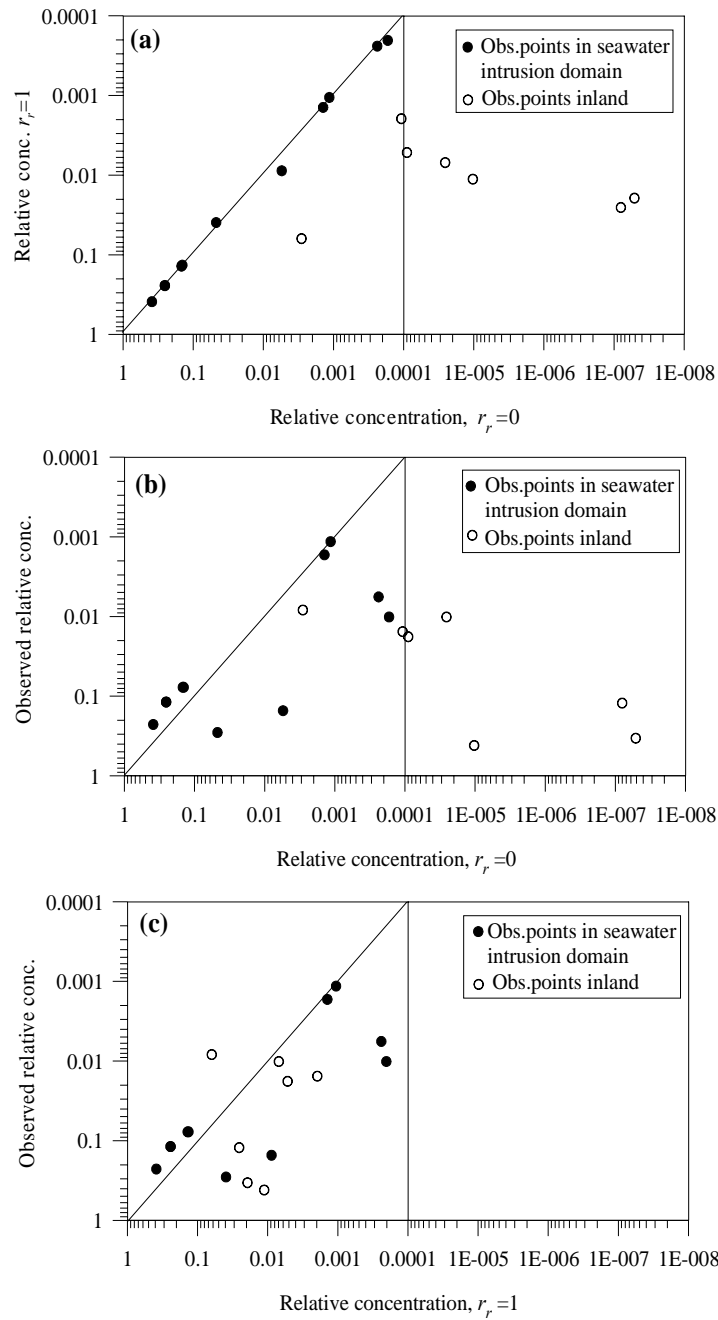 0.0001
(a)
Obs.points in seawater
intrusion domain
Obs.points inland
0.001
0.01
0.1
1
Relative conc. r_r=1
1 0.1 0.01 0.001 0.0001 1E-005 1E-006 1E-007 1E-008
Relative concentration, r_r =0
0.0001
(b)
Obs.points in seawater
intrusion domain
Obs.points inland
0.001
0.01
0.1
1
Observed relative conc.
1 0.1 0.01 0.001 0.0001 1E-005 1E-006 1E-007 1E-008
Relative concentration, r_r =0
0.0001
(c)
Obs.points in seawater
intrusion domain
Obs.points inland
0.001
0.01
0.1
1
Observed relative conc.
1 0.1 0.01 0.001 0.0001 1E-005 1E-006 1E-007 1E-008
Relative concentration, r_r =1